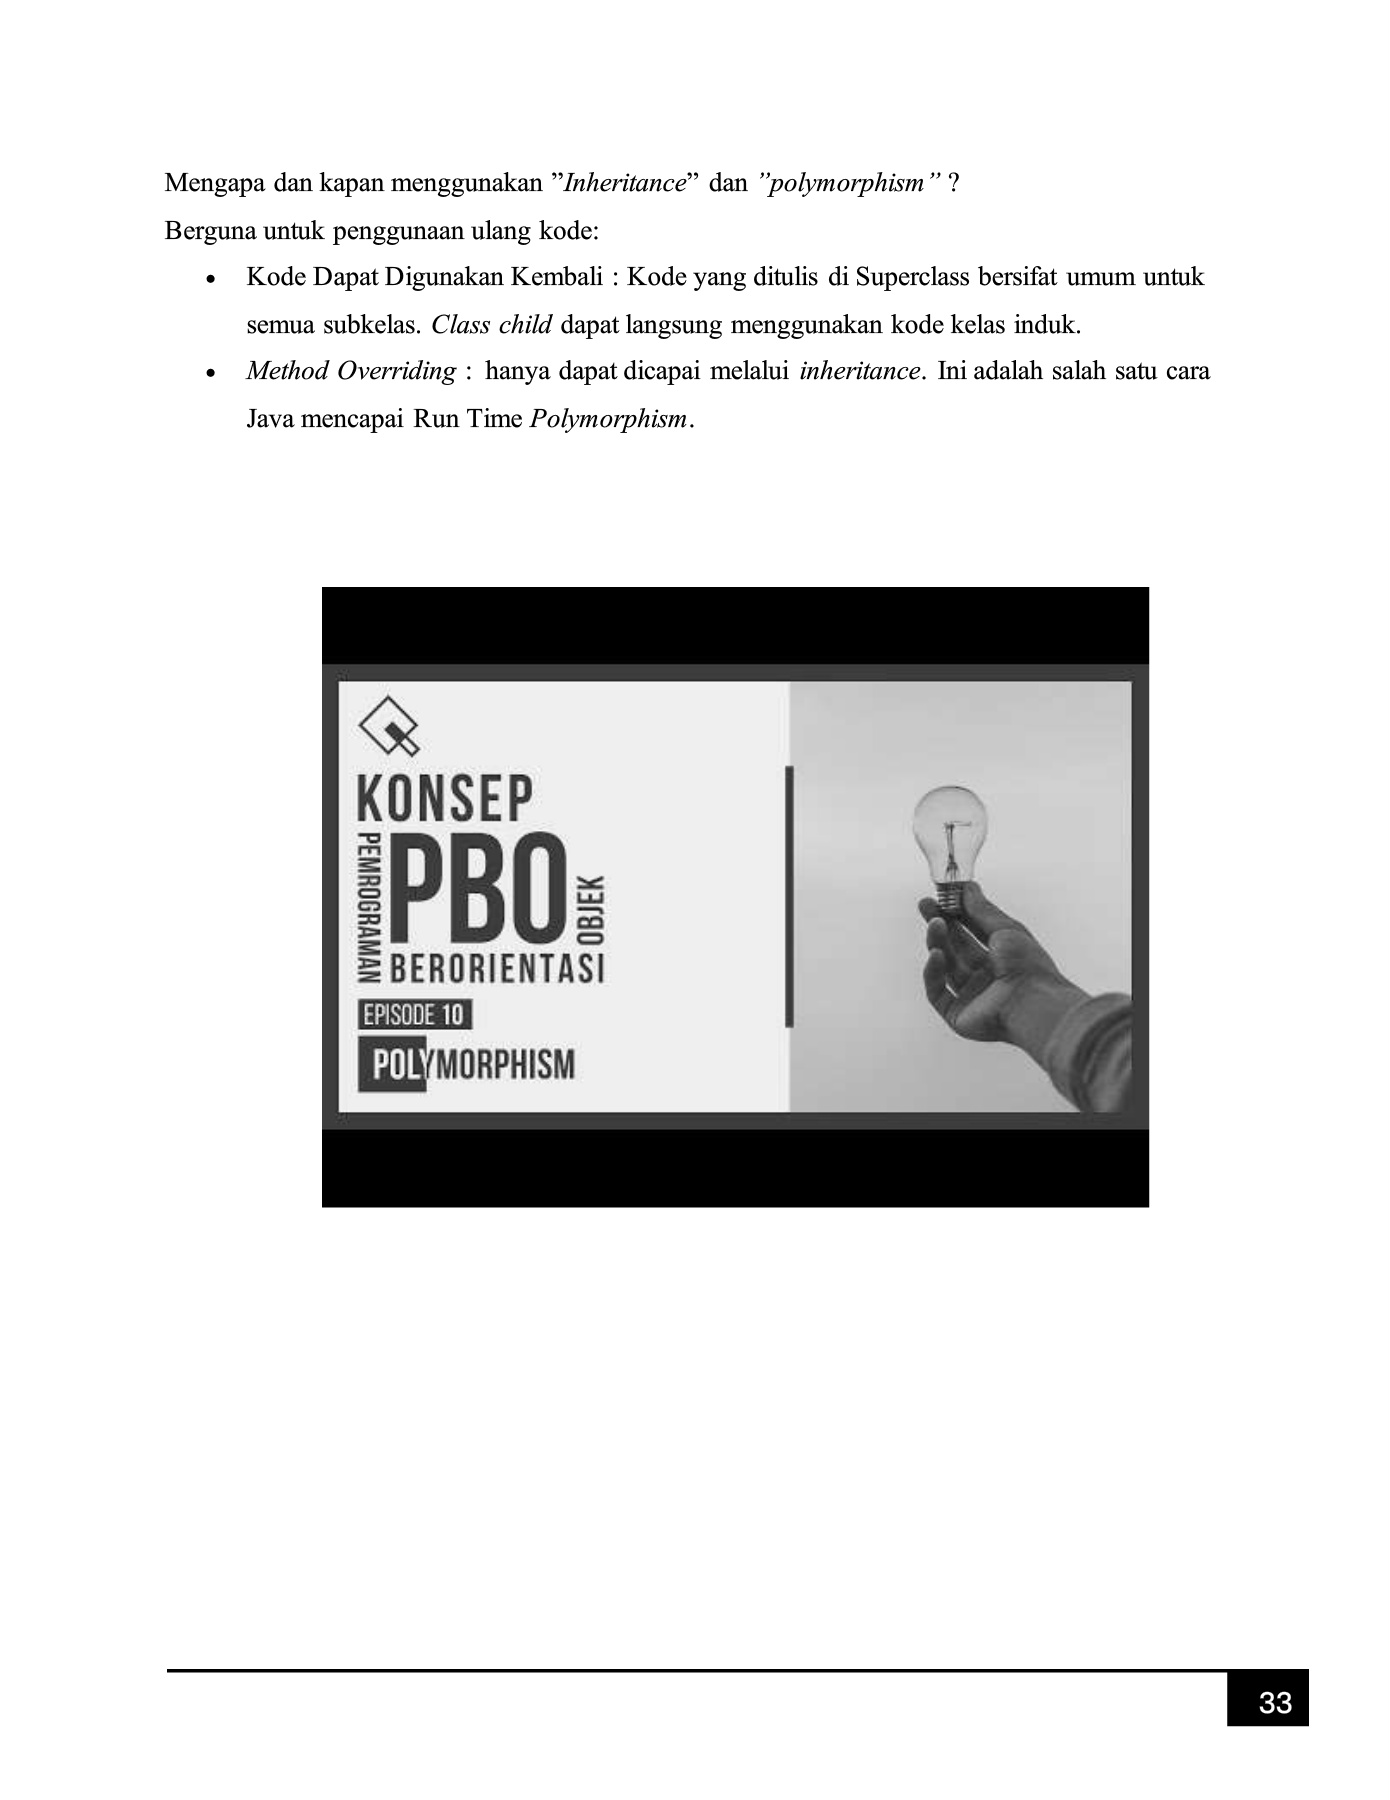 Mengapa dan kapan menggunakan ”Inheritance” dan ”polymorphism” ?
Berguna untuk penggunaan ulang kode:
• Kode Dapat Digunakan Kembali : Kode yang ditulis di Superclass bersifat umum untuk
semua subkelas. Class child dapat langsung menggunakan kode kelas induk.
• Method Overriding : hanya dapat dicapai melalui inheritance. Ini adalah salah satu cara
Java mencapai Run Time Polymorphism.
KONSEP
PEMROGRAMAN
PBO
OBJEK
BERORIENTASI
EPISODE 10
POLYMORPHISM
33